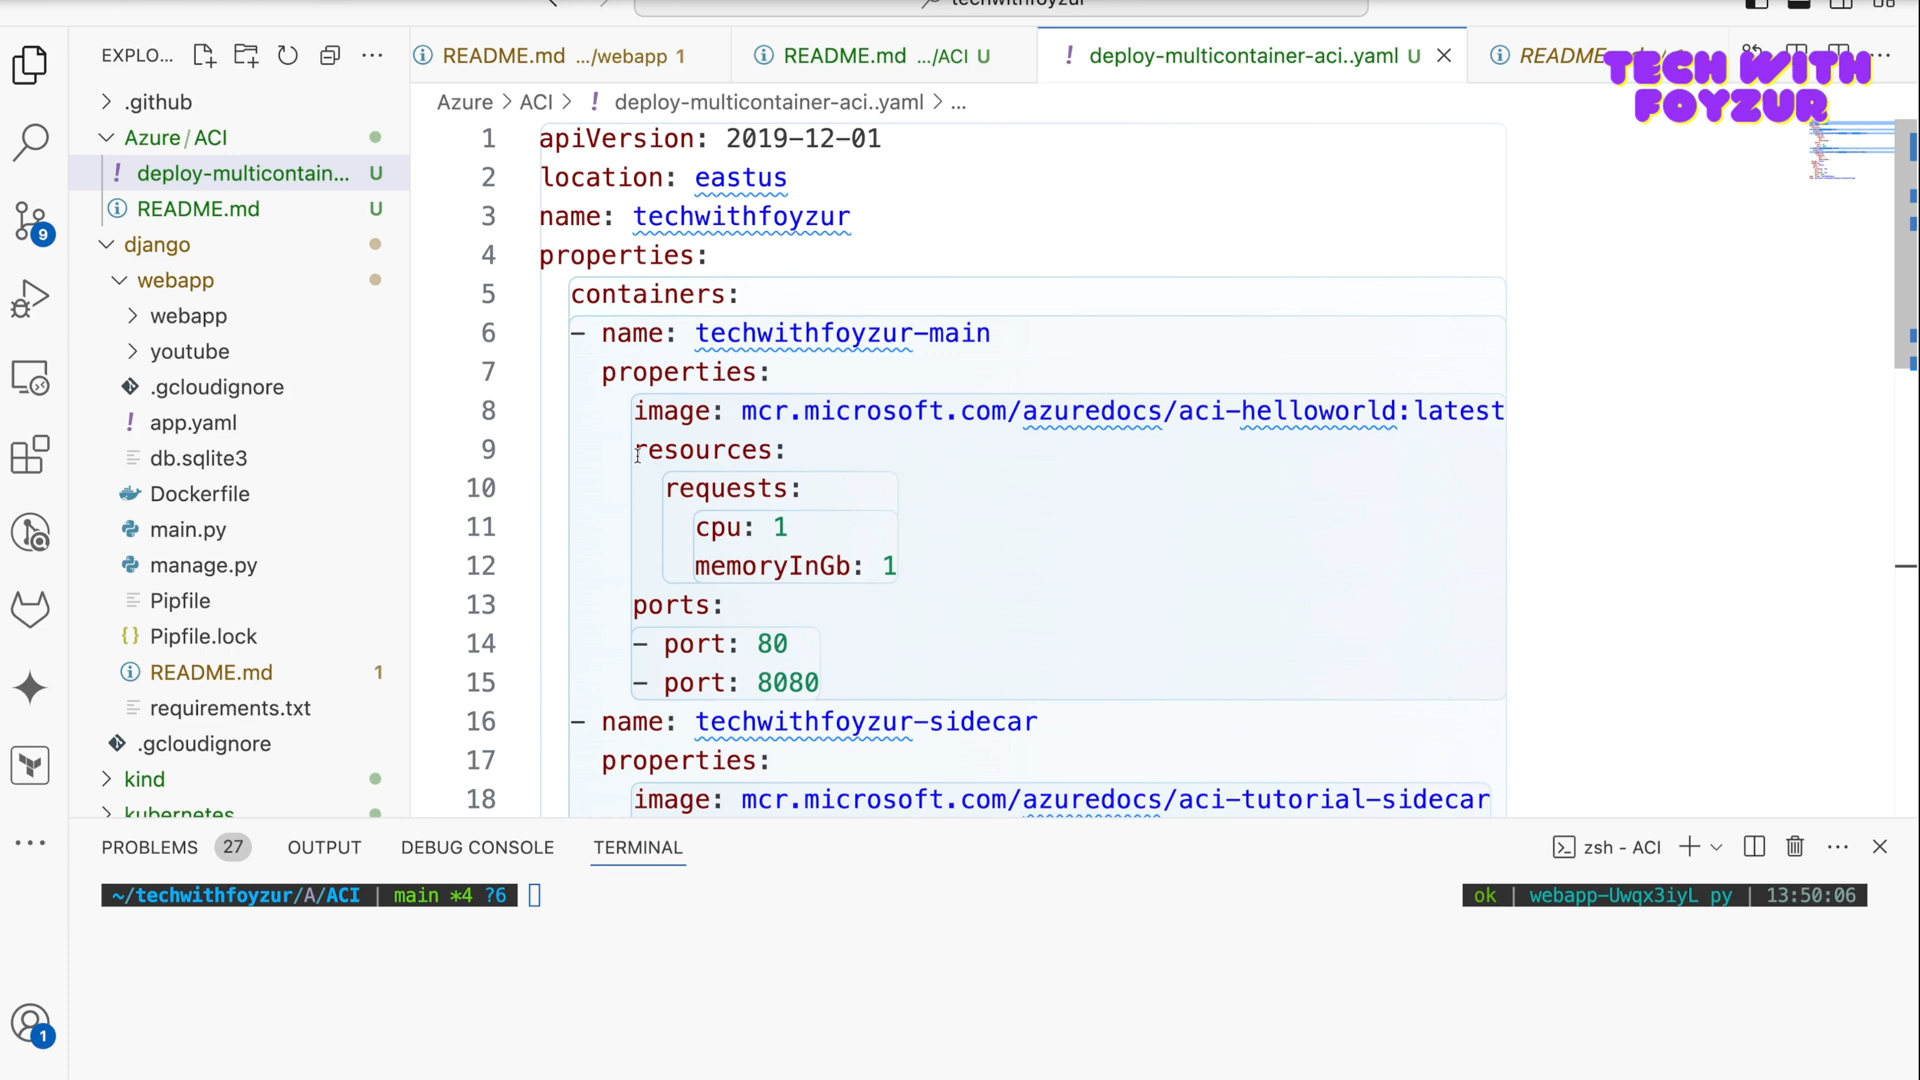 techwithfoyzur
EXPLO...
README.md .../webapp 1
README.md .../ACI U
! deploy-multicontainer-aci..yaml U
README
TECH WITH
FOYZUR
Azure > ACI > ! deploy-multicontainer-aci..yaml > ...
.github
Azure / ACI
! deploy-multicontain... U
README.md U
django
webapp
webapp
youtube
.gcloudignore
! app.yaml
db.sqlite3
Dockerfile
main.py
manage.py
Pipfile
{} Pipfile.lock
README.md 1
requirements.txt
.gcloudignore
kind
kubernetes
9
1
1 apiVersion: 2019-12-01
2 location: eastus
3 name: techwithfoyzur
4 properties:
5 containers:
6 - name: techwithfoyzur-main
7 properties:
8 image: mcr.microsoft.com/azuredocs/aci-helloworld:latest
9 resources:
10 requests:
11 cpu: 1
12 memoryInGb: 1
13 ports:
14 - port: 80
15 - port: 8080
16 - name: techwithfoyzur-sidecar
17 properties:
18 image: mcr.microsoft.com/azuredocs/aci-tutorial-sidecar
PROBLEMS 27 OUTPUT DEBUG CONSOLE TERMINAL
zsh - ACI
~/techwithfoyzur/A/ACI | main *4 ?6
ok | webapp-Uwqx3iyL py | 13:50:06